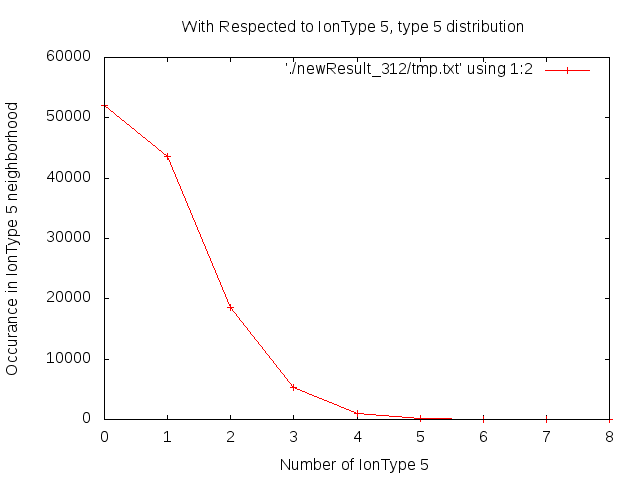 With Respected to IonType 5, type 5 distribution
'./newResult_312/tmp.txt' using 1:2
60000
50000
40000
30000
20000
10000
0
Occurance in IonType 5 neighborhood
0 1 2 3 4 5 6 7 8
Number of IonType 5